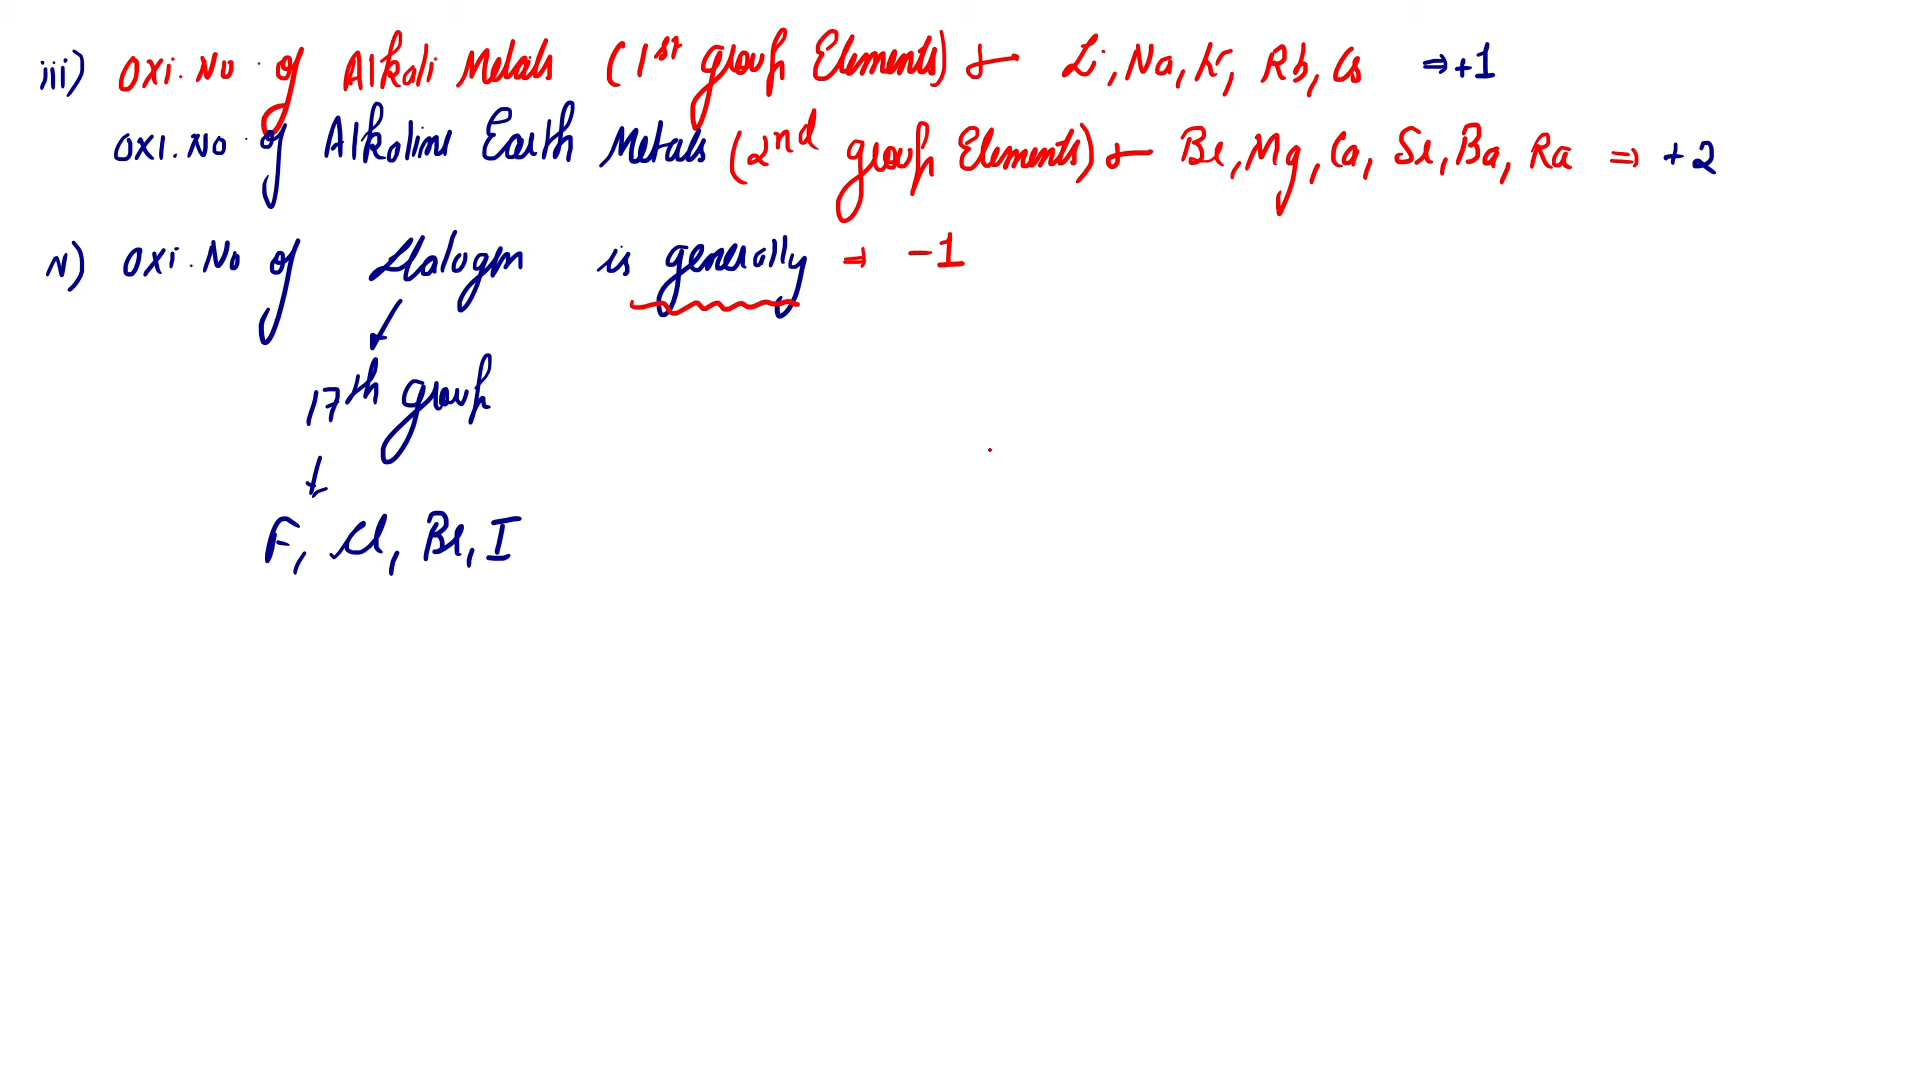 iii) Oxi. No. of Alkali Metals (1st group Elements) :- Li, Na, K, Rb, Cs ⇒ +1
Oxi. No. of Alkaline Earth Metals (2nd group Elements) :- Be, Mg, Ca, Sr, Ba, Ra ⇒ +2
v) Oxi. No of Halogen is generally ⇒ -1
17th group
F, Cl, Br, I